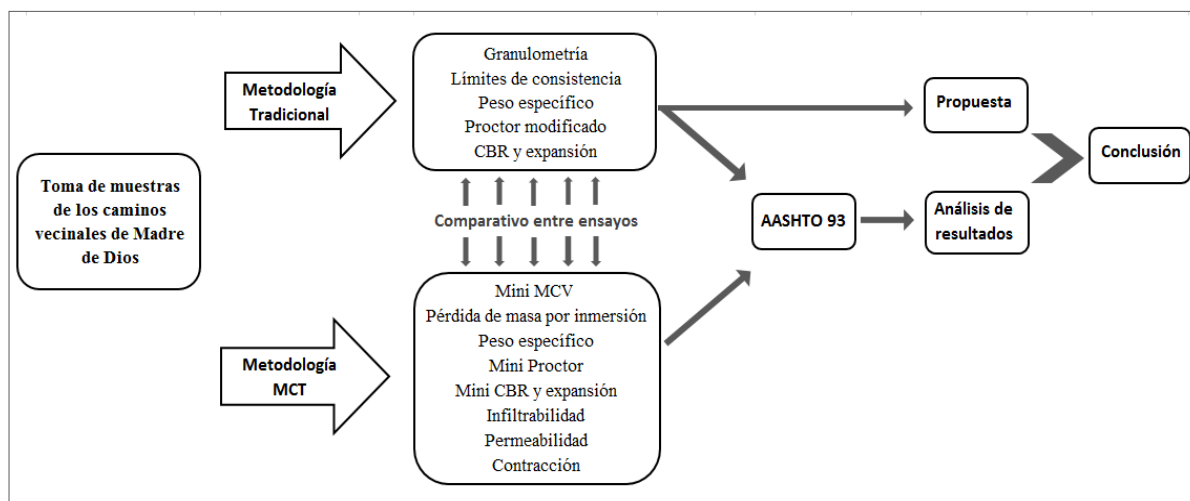 Toma de muestras
de los caminos
vecinales de Madre
de Dios
Metodología
Tradicional
Granulometría
Límites de consistencia
Peso específico
Proctor modificado
CBR y expansión
Comparativo entre ensayos
Metodología
MCT
Mini MCV
Pérdida de masa por inmersión
Peso específico
Mini Proctor
Mini CBR y expansión
Infiltrabilidad
Permeabilidad
Contracción
AASHTO 93
Propuesta
Análisis de
resultados
Conclusión